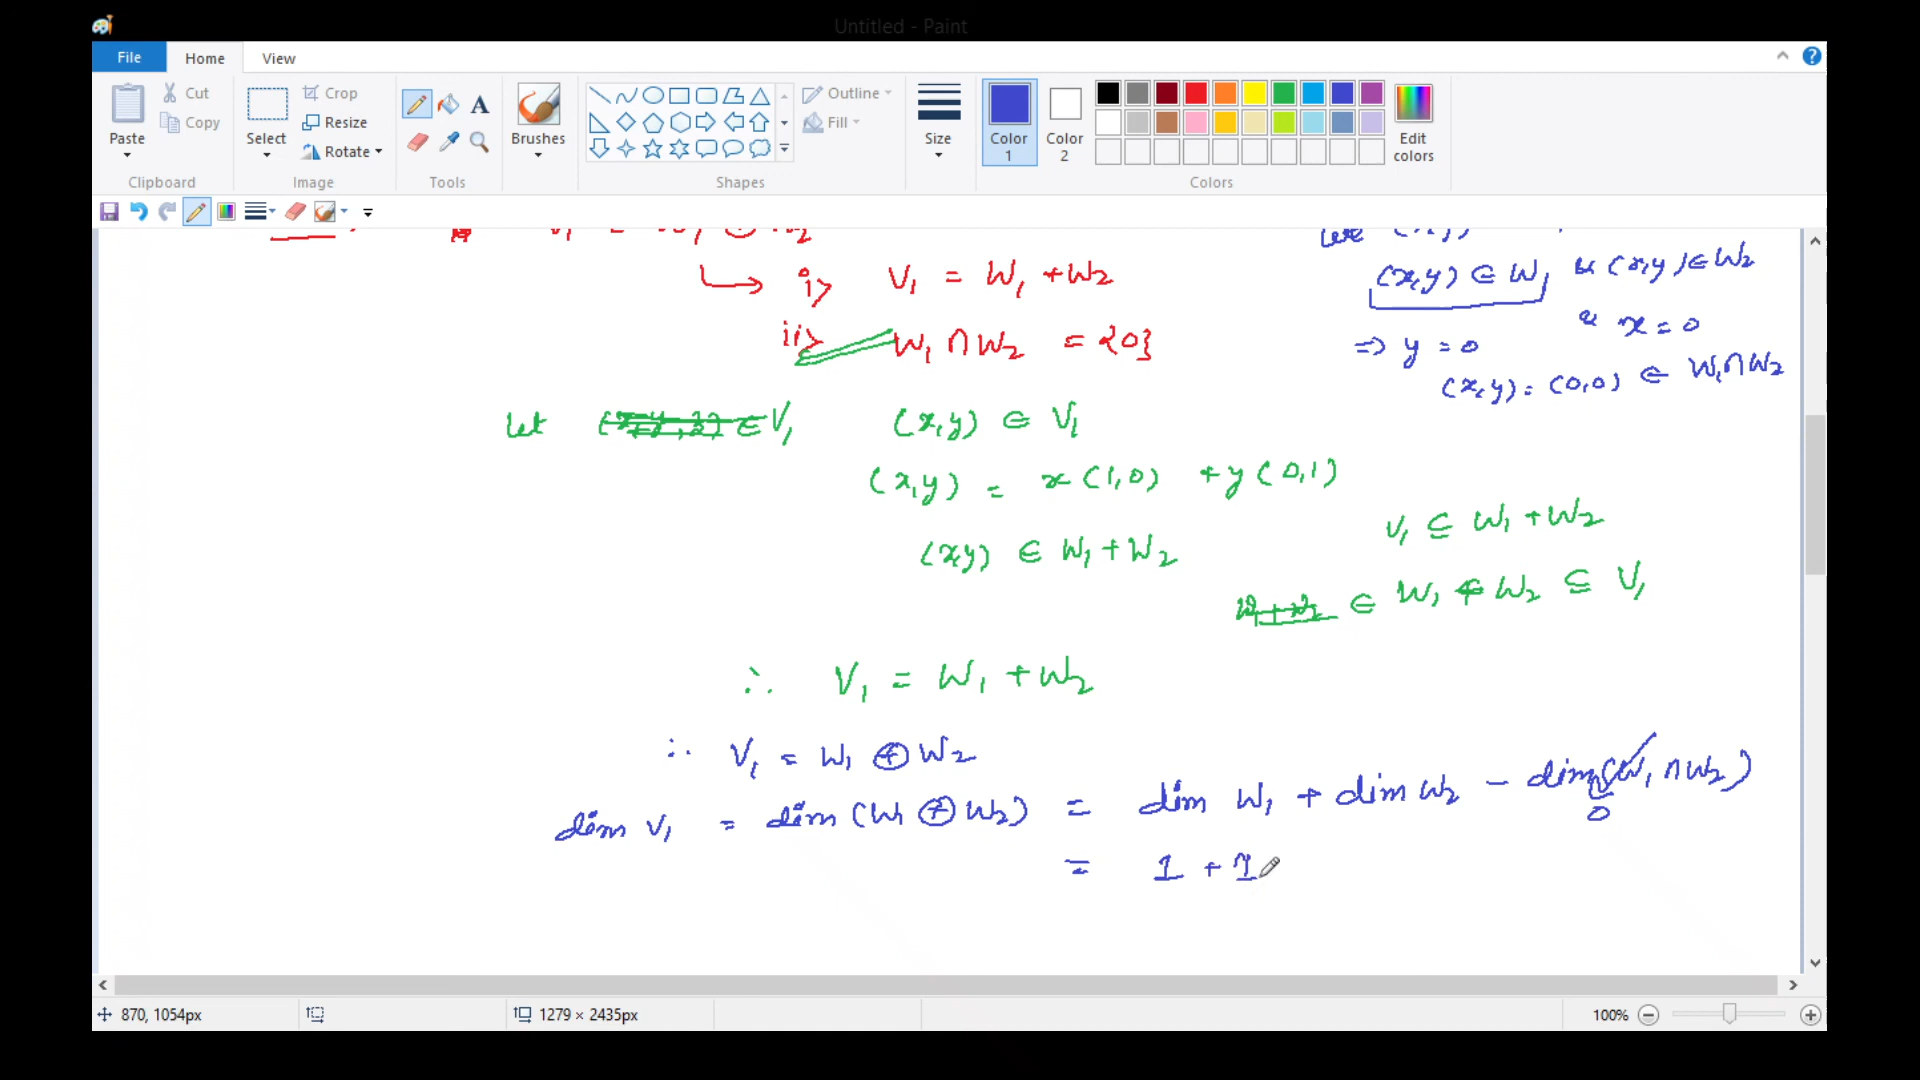 Untitled - Paint
File Home View
Paste Cut Copy Clipboard
Select Crop Resize Rotate Image
Tools
Brushes
Outline Fill Shapes
Size
Color 1 Color 2 Edit colors Colors
i> V₁ = W₁ + W₂
ii> W₁ ∩ W₂ = {0}
let (x,y)
(x,y) ∈ W₁ & (x,y) ∈ W₂
⇒ y = 0 & x = 0
(x,y) = (0,0) ∈ W₁∩W₂
let (x,y) ∈ V₁
(x,y) = x(1,0) + y(0,1)
(x,y) ∈ W₁ + W₂
V₁ ⊆ W₁ + W₂
∈ W₁ + W₂ ⊆ V₁
∴ V₁ = W₁ + W₂
∴ V₁ = W₁ ⊕ W₂
dim V₁ = dim (W₁ ⊕ W₂) = dim W₁ + dim W₂ - dim(W₁ ∩ W₂)
0
= 1 + 1
870, 1054px 1279 × 2435px 100%